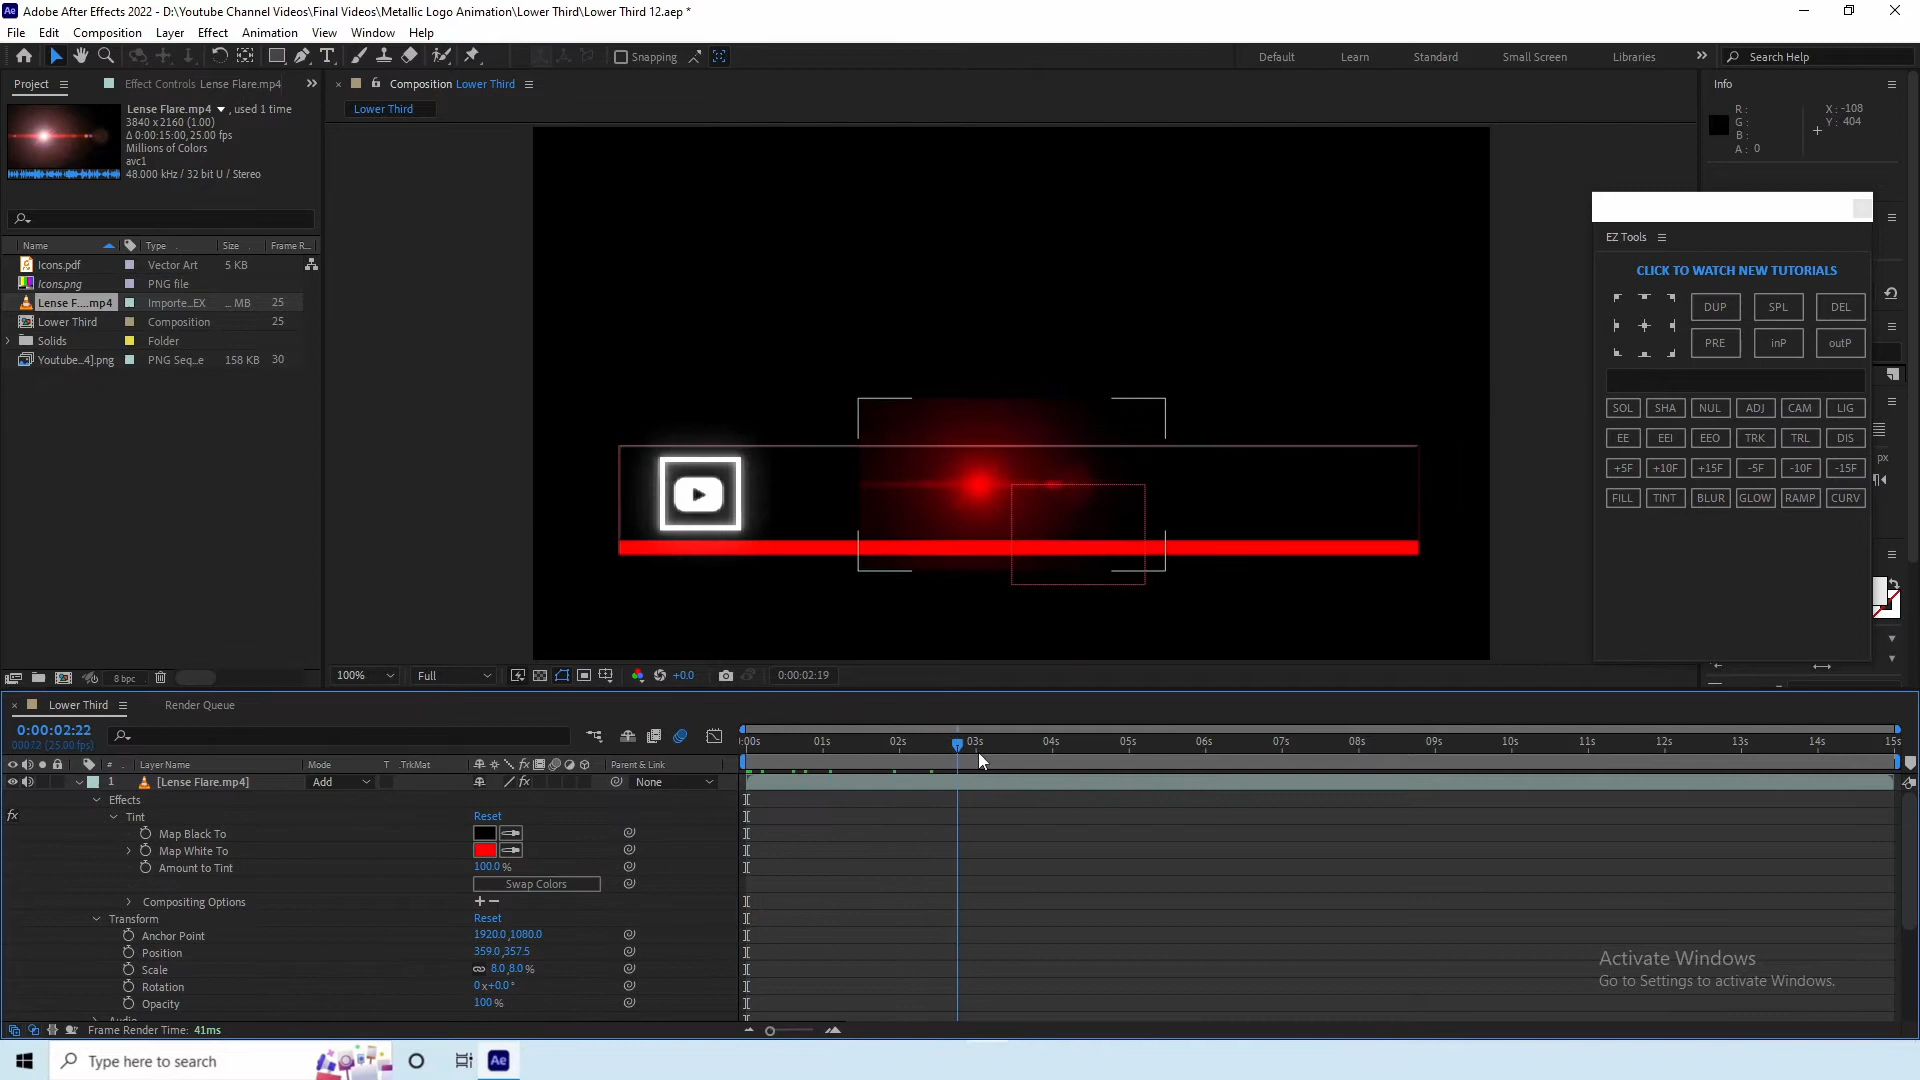 Adobe After Effects 2022 - D:\Youtube Channel Videos\Final Videos\Metallic Logo Animation\Lower Third\Lower Third 12.aep *
File Edit Composition Layer Effect Animation View Window Help
Snapping
Default Learn Standard Small Screen Libraries
Search Help
Project
Effect Controls Lense Flare.mp4
Lense Flare.mp4 , used 1 time
3840 x 2160 (1.00)
Δ 0:00:15:00, 25.00 fps
Millions of Colors
avc1
48.000 kHz / 32 bit U / Stereo
Name Type Size Frame R...
Icons.pdf Vector Art 5 KB
Icons.png PNG file
Lense F....mp4 Importe...EX ... MB 25
Lower Third Composition 25
Solids Folder
Youtube...4].png PNG Seq...e 158 KB 30
8 bpc
Composition Lower Third
Lower Third
100% Full +0.0 0:00:02:19
Info
R :
G :
B :
A : 0
X : -108
Y : 404
EZ Tools
CLICK TO WATCH NEW TUTORIALS
DUP SPL DEL
PRE inP outP
SOL SHA NUL ADJ CAM LIG
EE EEI EEO TRK TRL DIS
+5F +10F +15F -5F -10F -15F
FILL TINT BLUR GLOW RAMP CURV
px
Lower Third Render Queue
0:00:02:22
00072 (25.00 fps)
:00s 01s 02s 03s 04s 05s 06s 07s 08s 09s 10s 11s 12s 13s 14s 15s
# Layer Name Mode T .TrkMat Parent & Link
1 [Lense Flare.mp4] Add None
Effects
Tint Reset
Map Black To
Map White To
Amount to Tint 100.0 %
Swap Colors
Compositing Options
Transform Reset
Anchor Point 1920.0,1080.0
Position 359.0,357.5
Scale 8.0,8.0 %
Rotation 0x+0.0 °
Opacity 100 %
Audio
Frame Render Time: 41ms
Activate Windows
Go to Settings to activate Windows.
Type here to search
Ae